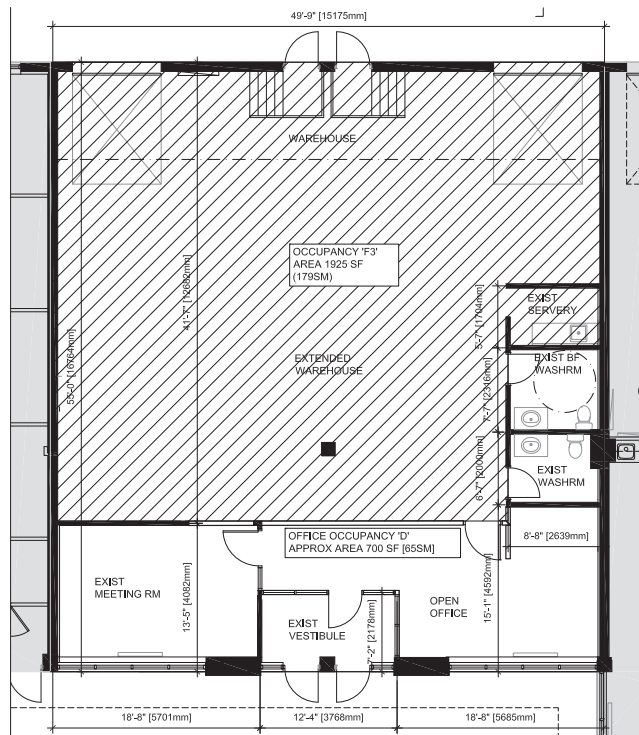 49'-9" [15175mm]
WAREHOUSE
OCCUPANCY 'F3'
AREA 1925 SF
(179SM)
55'-0" [16764mm]
41'-7" [12682mm]
EXIST
SERVERY
5'-7" [1704mm]
EXTENDED
WAREHOUSE
EXIST BF
WASHRM
7'-7" [2316mm]
EXIST
WASHRM
6'-7" [2000mm]
OFFICE OCCUPANCY 'D'
APPROX AREA 700 SF [65SM]
8'-8" [2639mm]
EXIST
MEETING RM
13'-5" [4082mm]
EXIST
VESTIBULE
7'-2" [2178mm]
OPEN
OFFICE
15'-1" [4592mm]
18'-8" [5701mm]
12'-4" [3768mm]
18'-8" [5685mm]